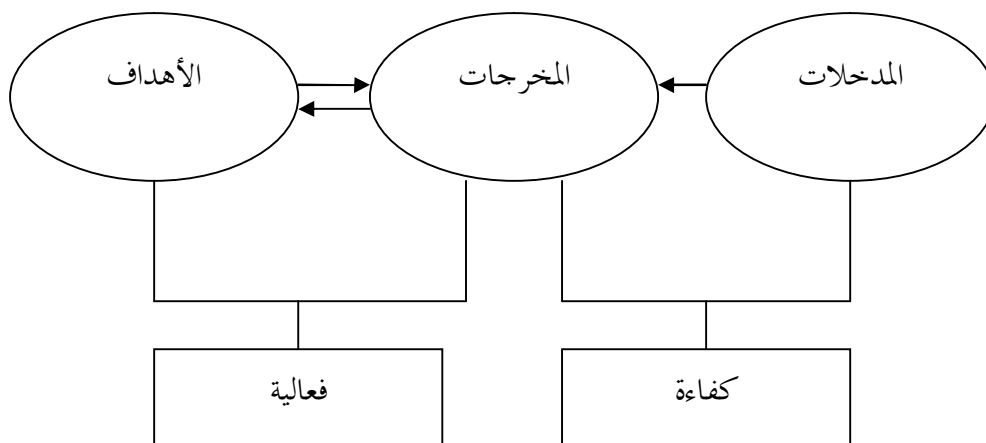 المدخلات
المخرجات
الأهداف
كفاءة
فعالية